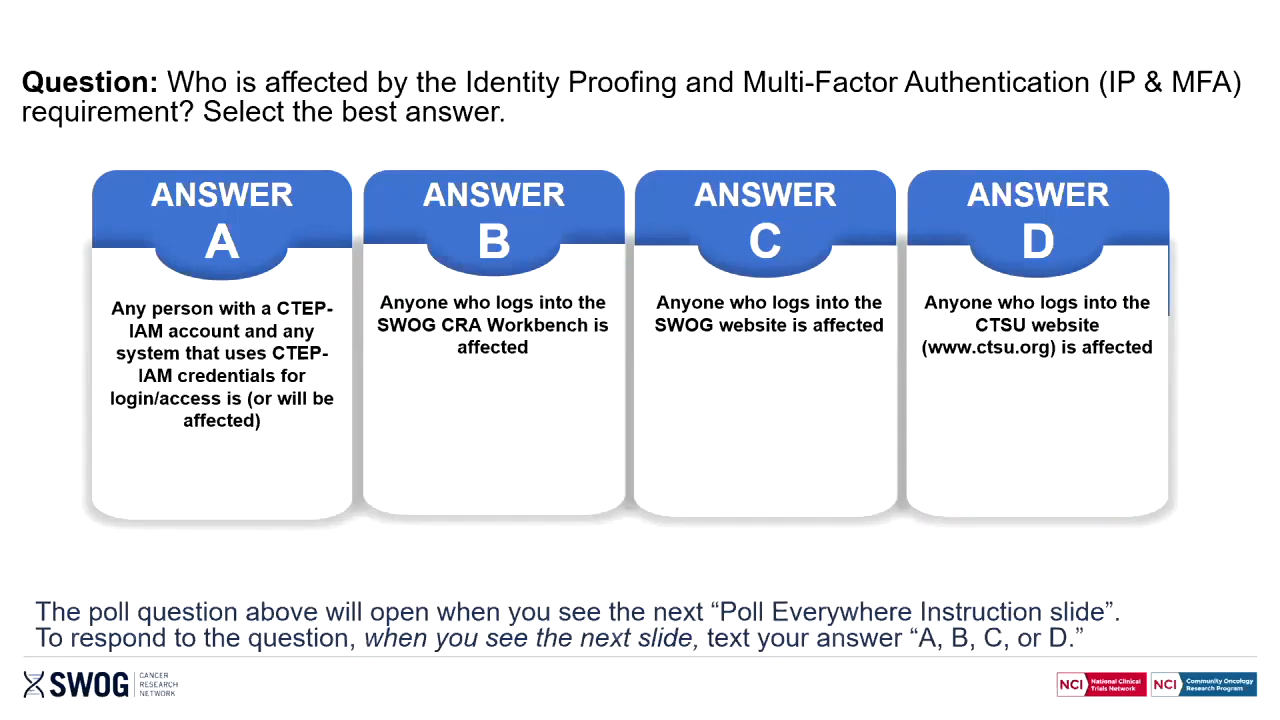 Question: Who is affected by the Identity Proofing and Multi-Factor Authentication (IP & MFA)
requirement? Select the best answer.
ANSWER
A
Any person with a CTEP-
IAM account and any
system that uses CTEP-
IAM credentials for
login/access is (or will be
affected)
ANSWER
B
Anyone who logs into the
SWOG CRA Workbench is
affected
ANSWER
C
Anyone who logs into the
SWOG website is affected
ANSWER
D
Anyone who logs into the
CTSU website
(www.ctsu.org) is affected
The poll question above will open when you see the next “Poll Everywhere Instruction slide”.
To respond to the question, when you see the next slide, text your answer “A, B, C, or D.”
SWOG
CANCER
RESEARCH
NETWORK
NCI
National Clinical
Trials Network
NCI
Community Oncology
Research Program